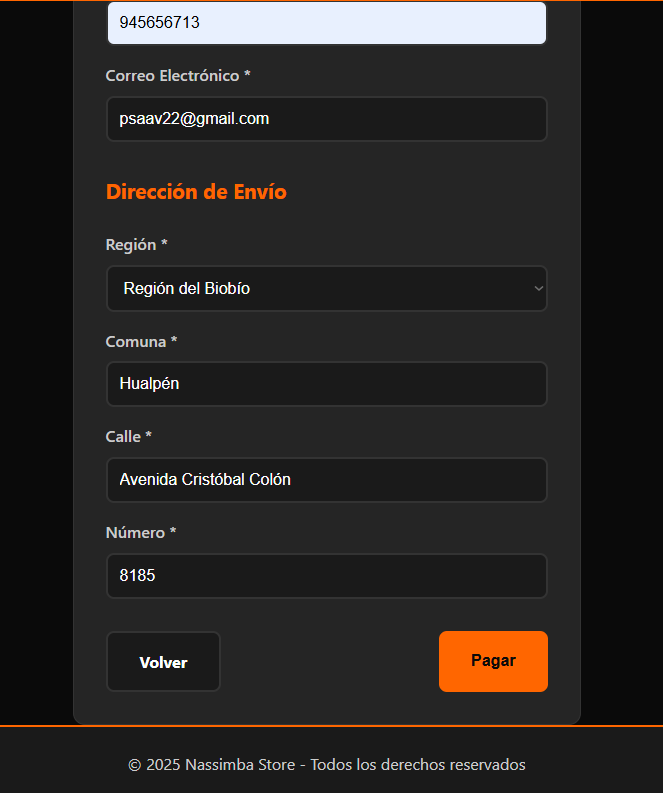 945656713
Correo Electrónico *
psaav22@gmail.com
Dirección de Envío
Región *
Región del Biobío
Comuna *
Hualpén
Calle *
Avenida Cristóbal Colón
Número *
8185
Volver
Pagar
© 2025 Nassimba Store - Todos los derechos reservados